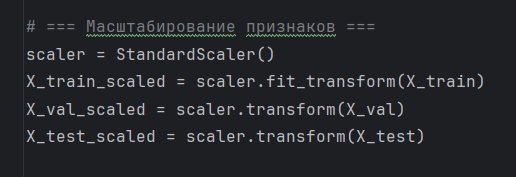 # === Масштабирование признаков ===
scaler = StandardScaler()
X_train_scaled = scaler.fit_transform(X_train)
X_val_scaled = scaler.transform(X_val)
X_test_scaled = scaler.transform(X_test)